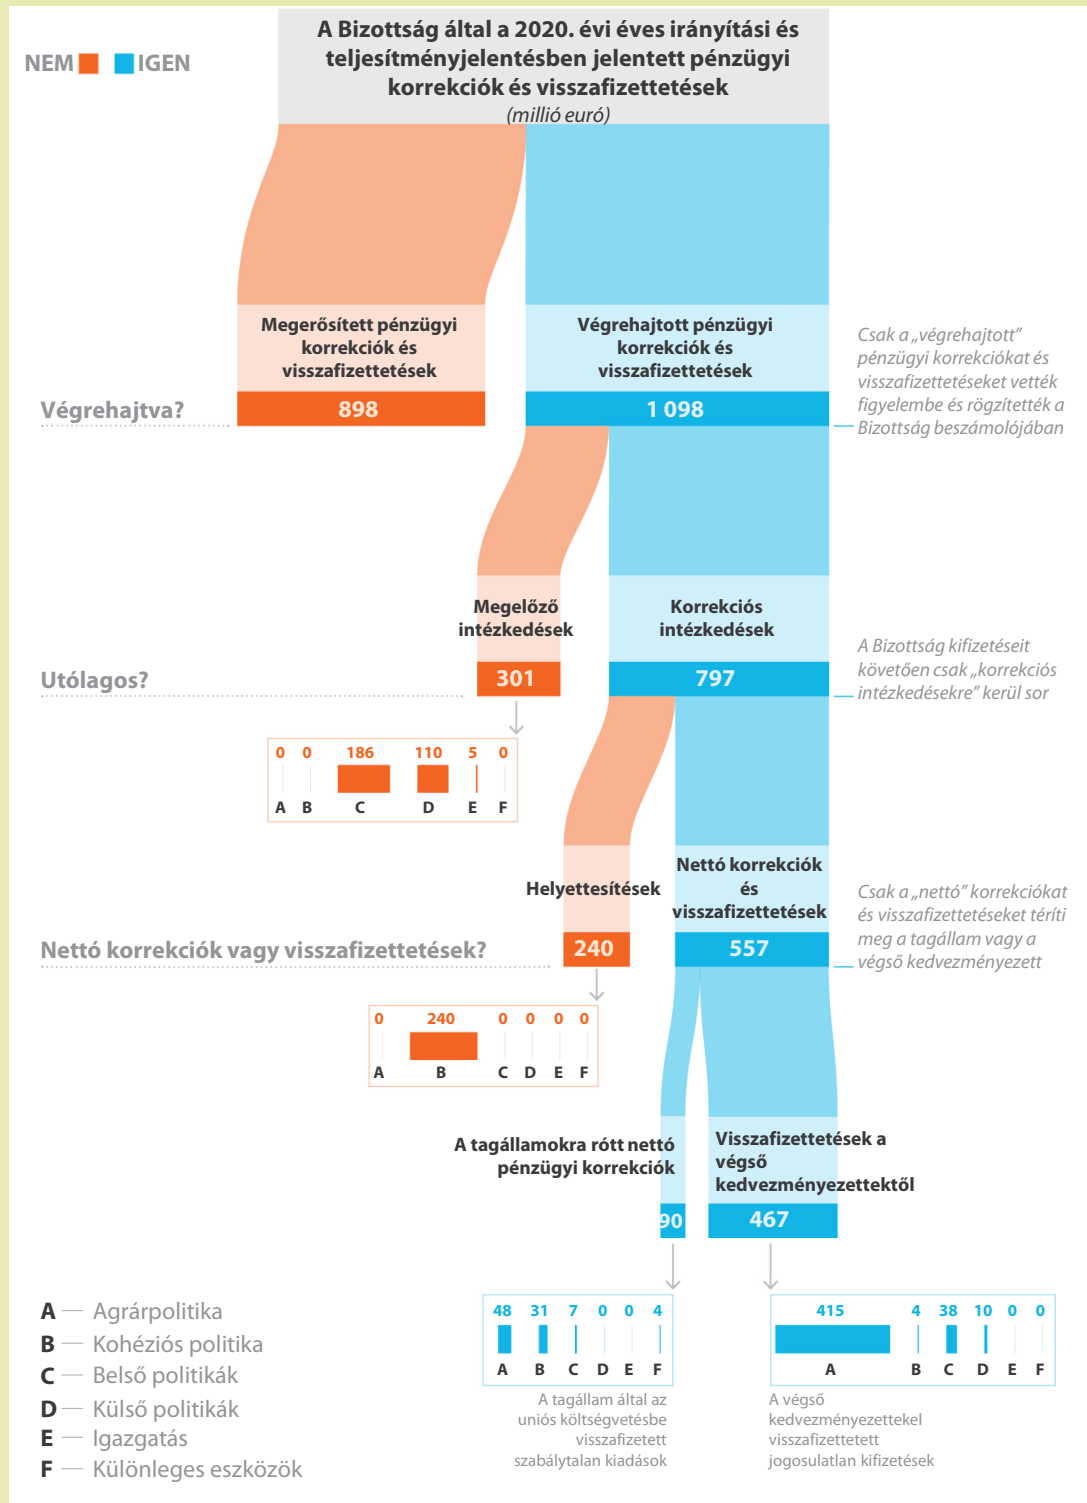 A Bizottság által a 2020. évi éves irányítási és
teljesítményjelentésben jelentett pénzügyi
korrekciók és visszafizettetések
(millió euró)
NEM IGEN
Megerősített pénzügyi
korrekciók és
visszafizettetések
Végrehajtott pénzügyi
korrekciók és
visszafizettetések
Csak a „végrehajtott”
pénzügyi korrekciókat és
visszafizettetéseket vették
figyelembe és rögzítették a
Bizottság beszámolójában
Végrehajtva?
898
1 098
Megelőző
intézkedések
Korrekciós
intézkedések
A Bizottság kifizetéseit
követően csak „korrekciós
intézkedésekre” kerül sor
Utólagos?
301
797
0 0 186 110 5 0
A B C D E F
Helyettesítések
Nettó korrekciók
és
visszafizettetések
Csak a „nettó” korrekciókat
és visszafizettetéseket téríti
meg a tagállam vagy a
végső kedvezményezett
Nettó korrekciók vagy visszafizettetések?
240
557
0 240 0 0 0 0
A B C D E F
A tagállamokra rótt nettó
pénzügyi korrekciók
Visszafizettetések a
végső
kedvezményezettektől
90
467
48 31 7 0 0 4
A B C D E F
A tagállam által az
uniós költségvetésbe
visszafizetett
szabálytalan kiadások
415 4 38 10 0 0
A B C D E F
A végső
kedvezményezettekel
visszafizettetett
jogosulatlan kifizetések
A — Agrárpolitika
B — Kohéziós politika
C — Belső politikák
D — Külső politikák
E — Igazgatás
F — Különleges eszközök